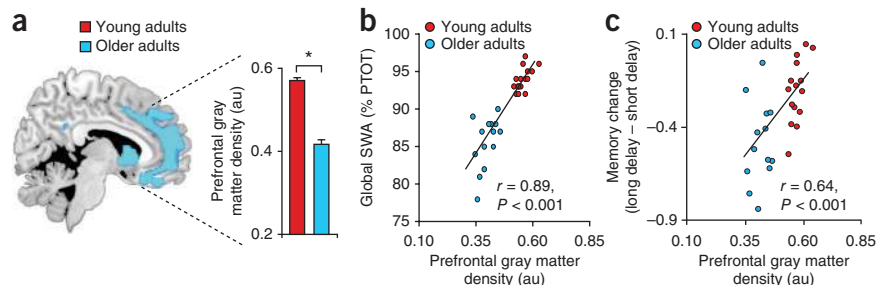 a
Young adults
Older adults
*
0.6
0.4
0.2
Prefrontal gray
matter density (au)
b
Young adults
Older adults
100
95
90
85
80
75
Global SWA (% PTOT)
r = 0.89,
P < 0.001
0.10 0.35 0.60 0.85
Prefrontal gray matter
density (au)
c
Young adults
Older adults
0.1
–0.4
–0.9
Memory change
(long delay – short delay)
r = 0.64,
P < 0.001
0.10 0.35 0.60 0.85
Prefrontal gray matter
density (au)